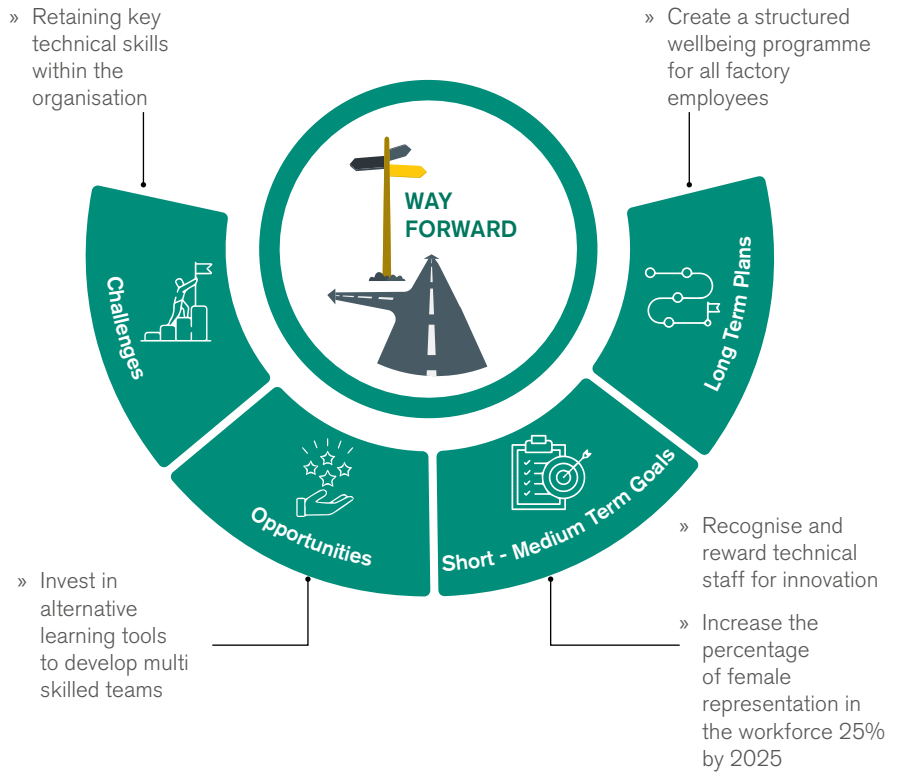 » Retaining key
technical skills
within the
organisation
» Create a structured
wellbeing programme
for all factory
employees
WAY
FORWARD
Challenges
Opportunities
Short - Medium Term Goals
Long Term Plans
» Invest in
alternative
learning tools
to develop multi
skilled teams
» Recognise and
reward technical
staff for innovation
» Increase the
percentage
of female
representation in
the workforce 25%
by 2025